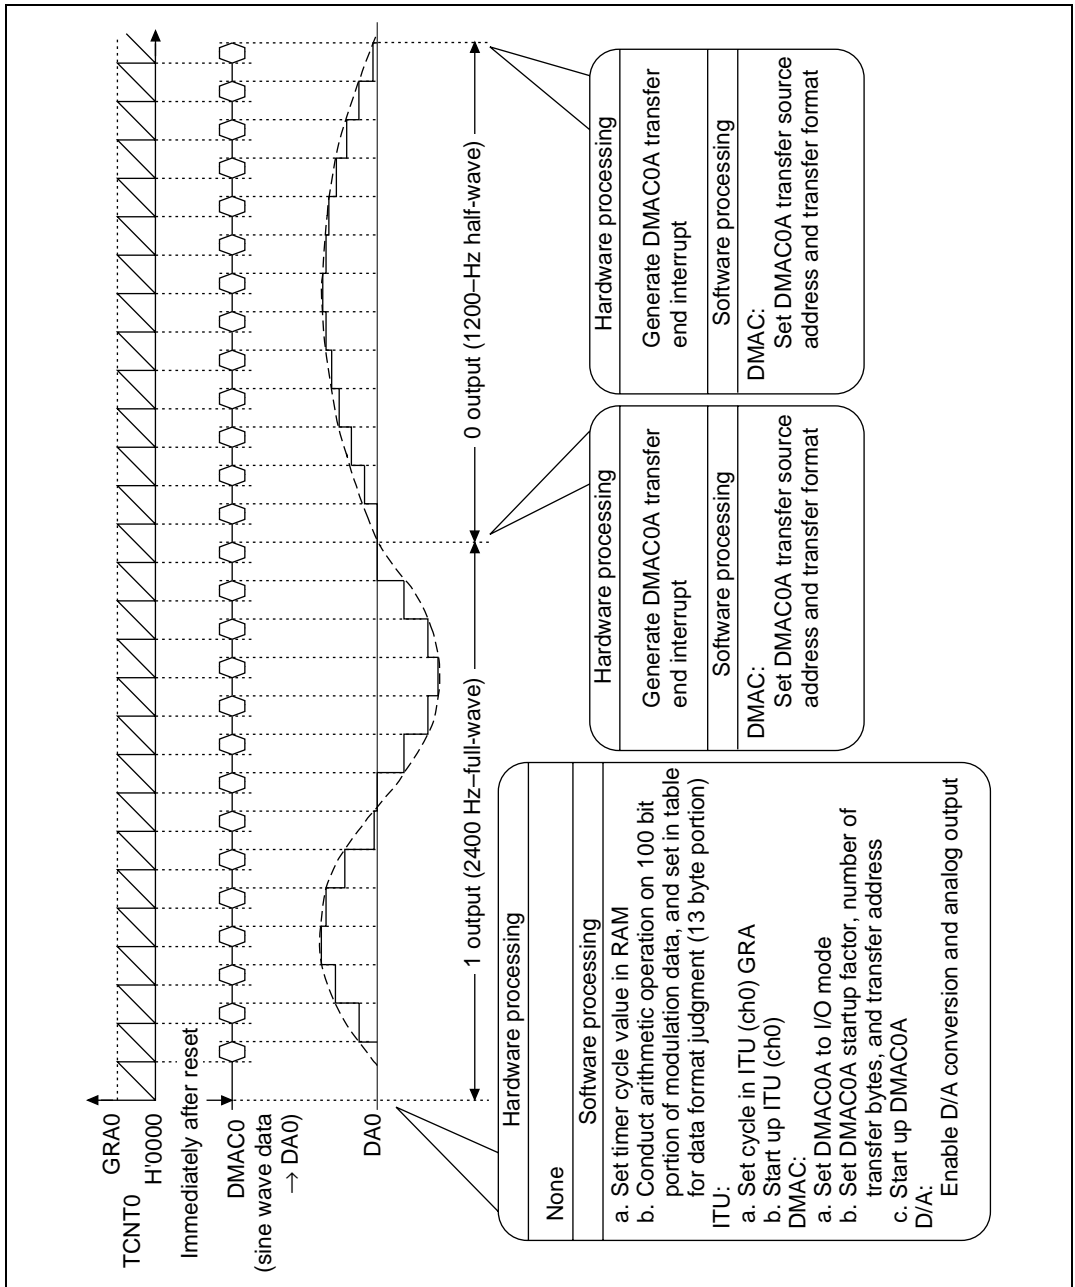 GRA0
TCNT0
H'0000
Immediately after reset
DMAC0
(sine wave data
→ DA0)
DA0
1 output (2400 Hz–full-wave)
0 output (1200–Hz half-wave)
Hardware processing
None
Software processing
a. Set timer cycle value in RAM
b. Conduct arithmetic operation on 100 bit
portion of modulation data, and set in table
for data format judgment (13 byte portion)
ITU:
a. Set cycle in ITU (ch0) GRA
b. Start up ITU (ch0)
DMAC:
a. Set DMAC0A to I/O mode
b. Set DMAC0A startup factor, number of
transfer bytes, and transfer address
c. Start up DMAC0A
D/A:
Enable D/A conversion and analog output
Hardware processing
Generate DMAC0A transfer
end interrupt
Software processing
DMAC:
Set DMAC0A transfer source
address and transfer format
Hardware processing
Generate DMAC0A transfer
end interrupt
Software processing
DMAC:
Set DMAC0A transfer source
address and transfer format